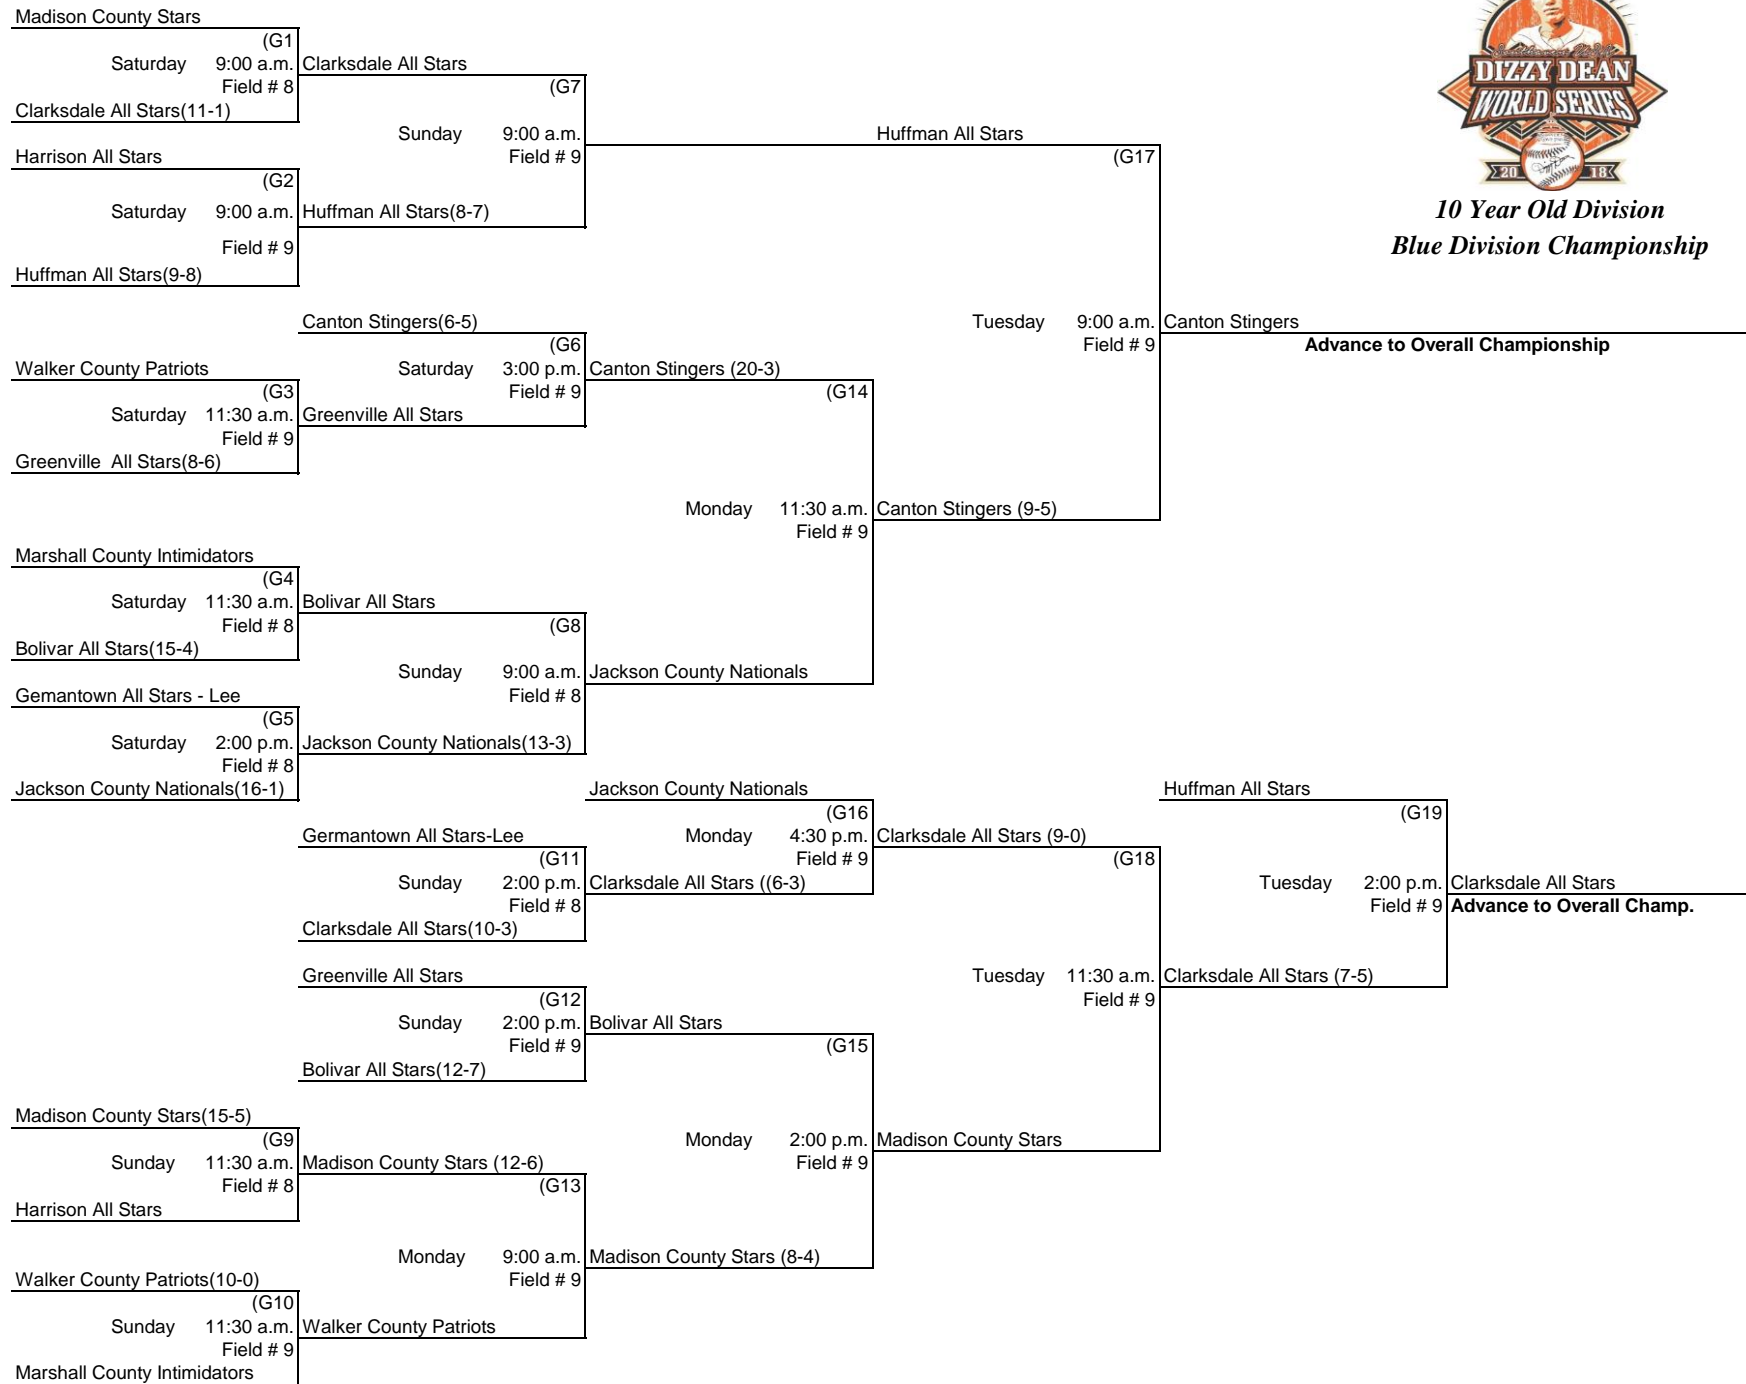 Madison County Stars
(G1
Saturday 9:00 a.m. Clarksdale All Stars
Field # 8 (G7
Clarksdale All Stars(11-1)
Sunday 9:00 a.m. Huffman All Stars
Harrison All Stars Field # 9 (G17
(G2
Saturday 9:00 a.m. Huffman All Stars(8-7)
Field # 9
Huffman All Stars(9-8)
DIZZY DEAN
WORLD SERIES
20 18
10 Year Old Division
Blue Division Championship
Canton Stingers(6-5) Tuesday 9:00 a.m. Canton Stingers
(G6 Field # 9 Advance to Overall Championship
Walker County Patriots Saturday 3:00 p.m. Canton Stingers (20-3)
(G3 Field # 9 (G14
Saturday 11:30 a.m. Greenville All Stars
Field # 9
Greenville All Stars(8-6)
Monday 11:30 a.m. Canton Stingers (9-5)
Field # 9
Marshall County Intimidators
(G4
Saturday 11:30 a.m. Bolivar All Stars
Field # 8 (G8
Bolivar All Stars(15-4)
Sunday 9:00 a.m. Jackson County Nationals
Gemantown All Stars - Lee Field # 8
(G5
Saturday 2:00 p.m. Jackson County Nationals(13-3)
Field # 8
Jackson County Nationals(16-1) Jackson County Nationals Huffman All Stars
(G16 (G19
Germantown All Stars-Lee Monday 4:30 p.m. Clarksdale All Stars (9-0)
(G11 Field # 9 (G18
Sunday 2:00 p.m. Clarksdale All Stars ((6-3) Tuesday 2:00 p.m. Clarksdale All Stars
Field # 8 Field # 9 Advance to Overall Champ.
Clarksdale All Stars(10-3)
Greenville All Stars Tuesday 11:30 a.m. Clarksdale All Stars (7-5)
(G12 Field # 9
Sunday 2:00 p.m. Bolivar All Stars
Field # 9 (G15
Bolivar All Stars(12-7)
Madison County Stars(15-5)
(G9 Monday 2:00 p.m. Madison County Stars
Sunday 11:30 a.m. Madison County Stars (12-6) Field # 9
Field # 8 (G13
Harrison All Stars
Monday 9:00 a.m. Madison County Stars (8-4)
Walker County Patriots(10-0) Field # 9
(G10
Sunday 11:30 a.m. Walker County Patriots
Field # 9
Marshall County Intimidators